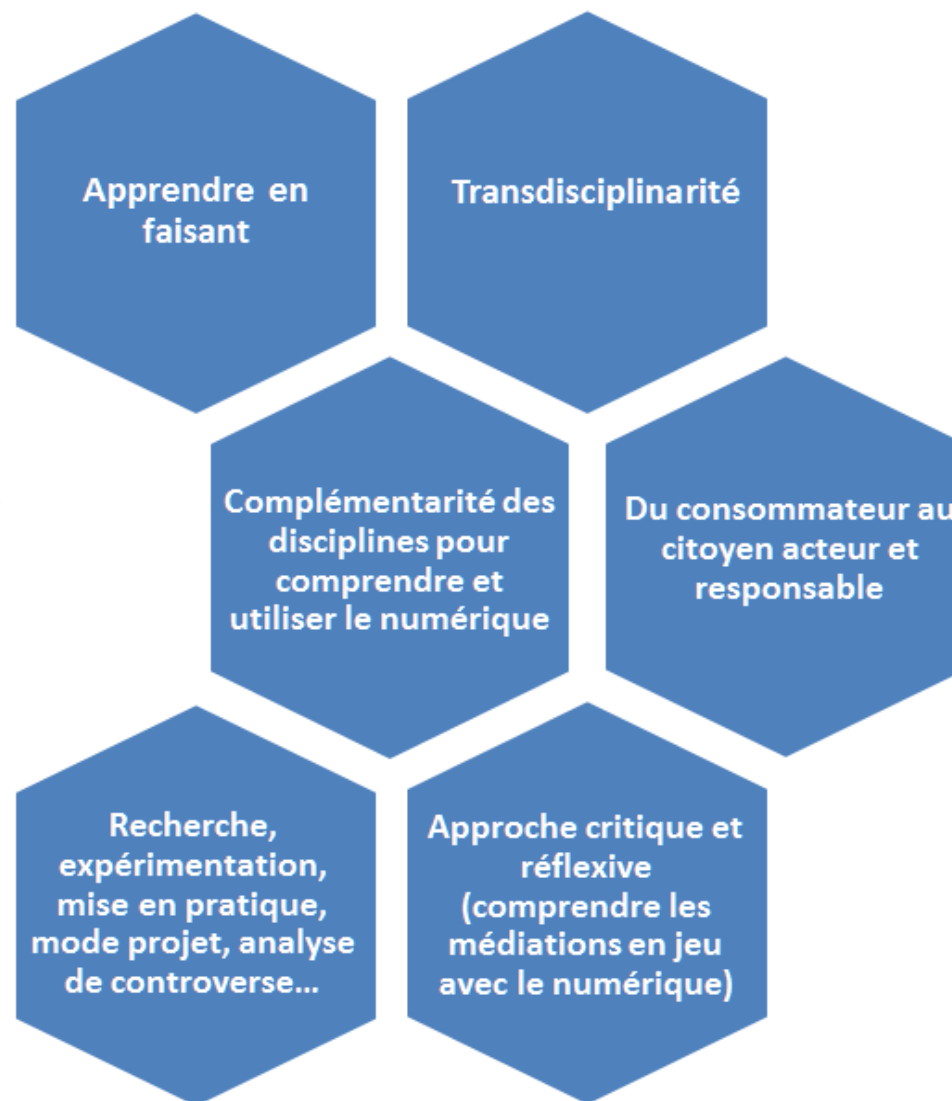 Apprendre en
faisant
Transdisciplinarité
Complémentarité des
disciplines pour
comprendre et
utiliser le numérique
Du consommateur au
citoyen acteur et
responsable
Recherche,
expérimentation,
mise en pratique,
mode projet, analyse
de controverse…
Approche critique et
réflexive
(comprendre les
médiations en jeu
avec le numérique)